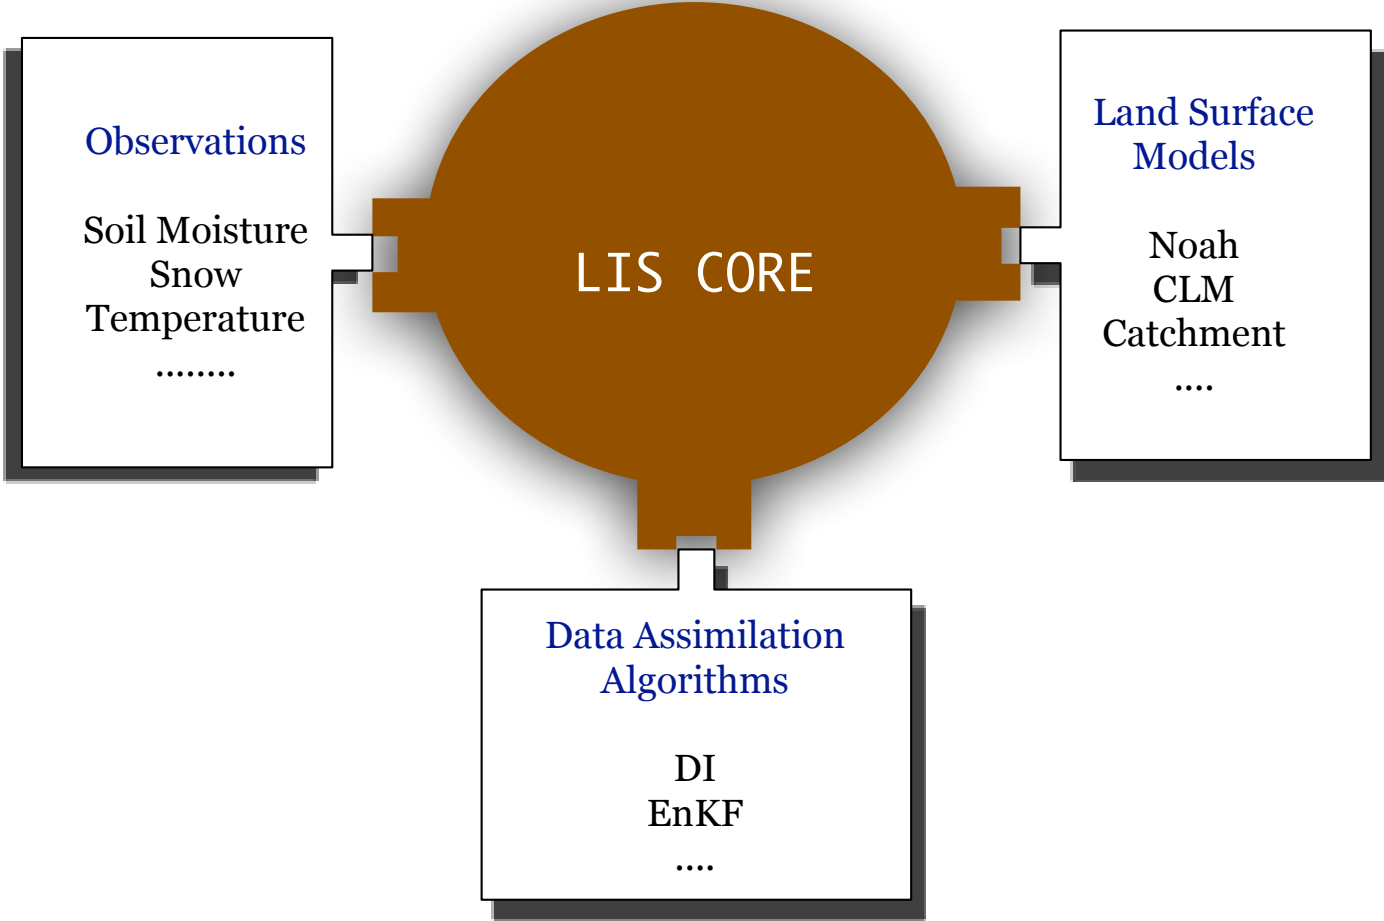 Observations
Soil Moisture
Snow
Temperature
........
LIS CORE
Land Surface
Models
Noah
CLM
Catchment
....
Data Assimilation
Algorithms
DI
EnKF
....